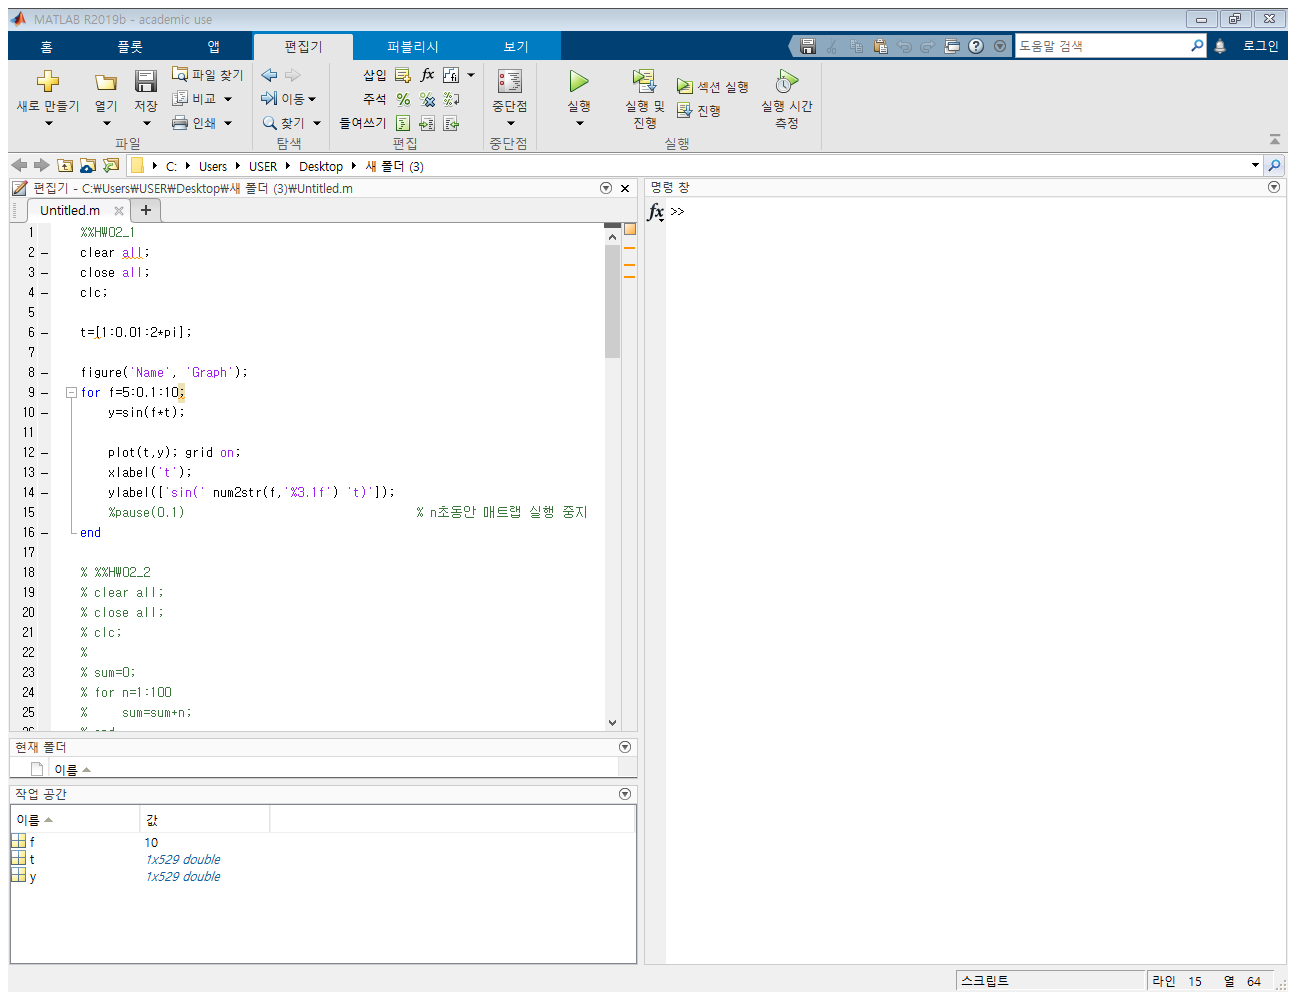 MATLAB R2019b - academic use
홈 플롯 앱 편집기 퍼블리시 보기 도움말 검색 로그인
새로 만들기 열기 저장 파일 찾기 비교 인쇄
이동 찾기
삽입 fx 주석 들여쓰기
중단점
실행 실행 및 진행 섹션 실행 진행 실행 시간 측정
파일 탐색 편집 중단점 실행
C: Users USER Desktop 새 폴더 (3)
편집기 - C:₩Users₩USER₩Desktop₩새 폴더 (3)₩Untitled.m
Untitled.m
1 %%H₩02_1
2 clear all;
3 close all;
4 clc;
5
6 t=[1:0.01:2*pi];
7
8 figure('Name', 'Graph');
9 for f=5:0.1:10;
10 y=sin(f*t);
11
12 plot(t,y); grid on;
13 xlabel('t');
14 ylabel(['sin(' num2str(f,'%3.1f') 't)']);
15 %pause(0.1) % n초동안 매트랩 실행 중지
16 end
17
18 % %%H₩02_2
19 % clear all;
20 % close all;
21 % clc;
22 %
23 % sum=0;
24 % for n=1:100
25 % sum=sum+n;
26 % end
현재 폴더
이름
작업 공간
이름 값
f 10
t 1x529 double
y 1x529 double
명령 창
fx >>
스크립트 라인 15 열 64